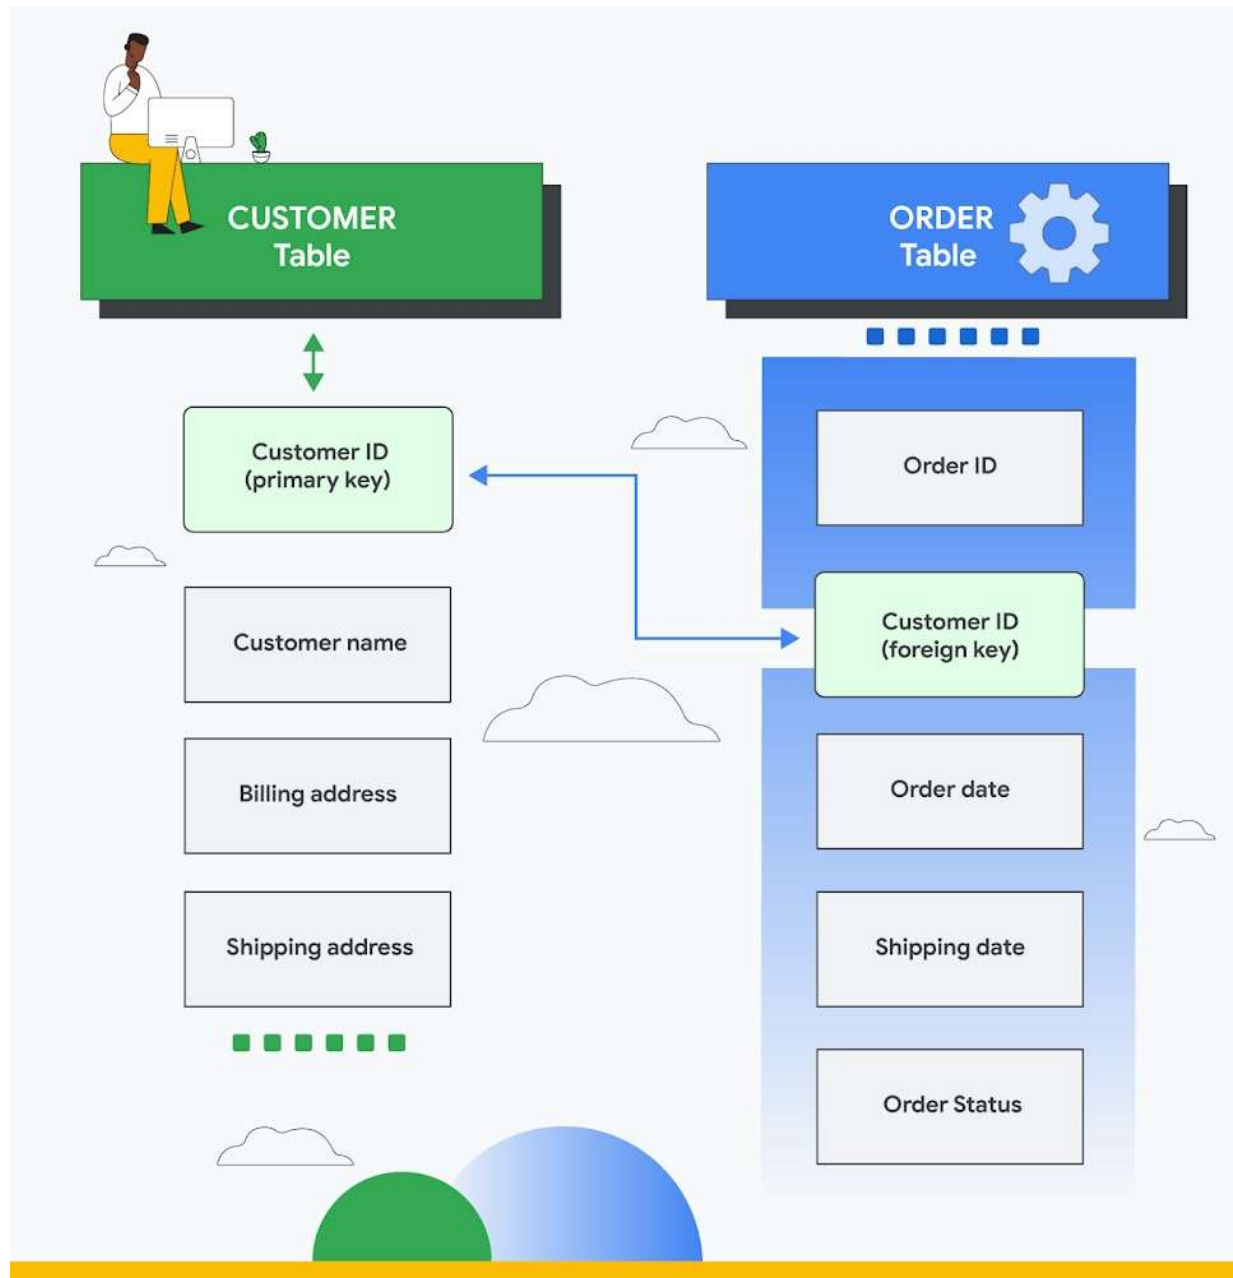 CUSTOMER
Table
Customer ID
(primary key)
Customer name
Billing address
Shipping address
ORDER
Table
Order ID
Customer ID
(foreign key)
Order date
Shipping date
Order Status